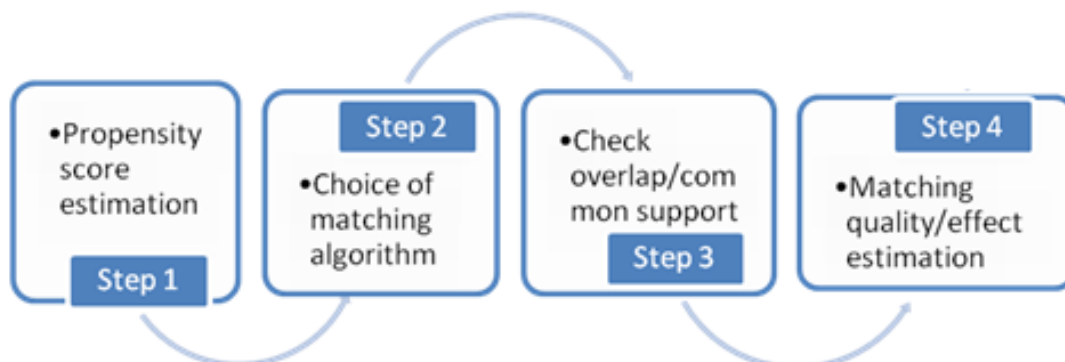 •Propensity
score
estimation
Step 1
Step 2
•Choice of
matching
algorithm
•Check
overlap/com
mon support
Step 3
Step 4
•Matching
quality/effect
estimation